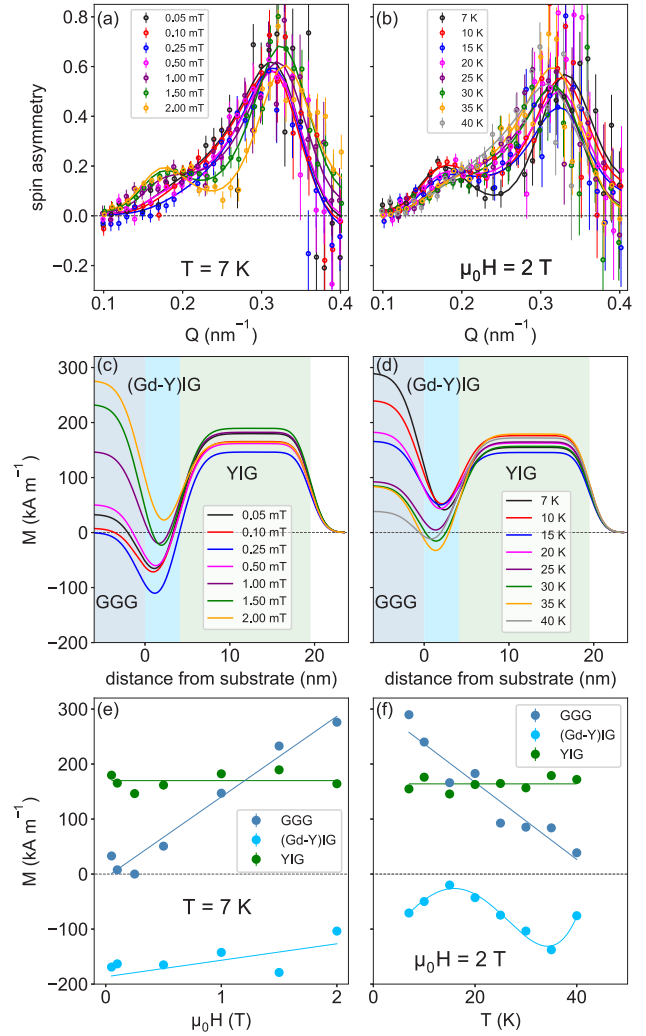 (a)
0.05 mT
0.10 mT
0.25 mT
0.50 mT
1.00 mT
1.50 mT
2.00 mT
T = 7 K
spin asymmetry
0.8
0.6
0.4
0.2
0.0
−0.2
0.1 0.2 0.3 0.4
Q (nm⁻¹)
(b)
7 K
10 K
15 K
20 K
25 K
30 K
35 K
40 K
μ₀H = 2 T
0.1 0.2 0.3 0.4
Q (nm⁻¹)
(c)
(Gd-Y)IG
YIG
GGG
0.05 mT
0.10 mT
0.25 mT
0.50 mT
1.00 mT
1.50 mT
2.00 mT
M (kA m⁻¹)
300
200
100
0
−100
−200
0 10 20
distance from substrate (nm)
(d)
(Gd-Y)IG
YIG
GGG
7 K
10 K
15 K
20 K
25 K
30 K
35 K
40 K
0 10 20
distance from substrate (nm)
(e)
GGG
(Gd-Y)IG
YIG
T = 7 K
M (kA m⁻¹)
300
200
100
0
−100
−200
0 1 2
μ₀H (T)
(f)
GGG
(Gd-Y)IG
YIG
μ₀H = 2 T
0 20 40
T (K)